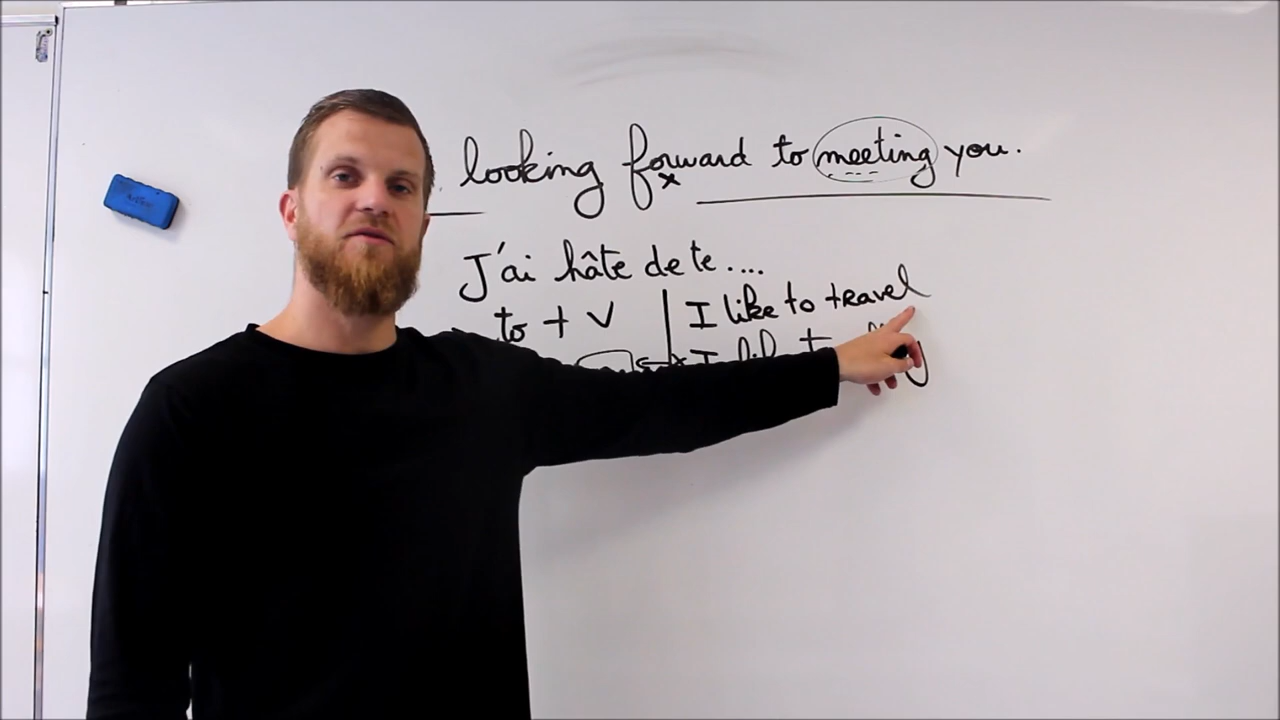 looking forward to meeting you.
J'ai hâte de te....
to + V
I like to travel
I